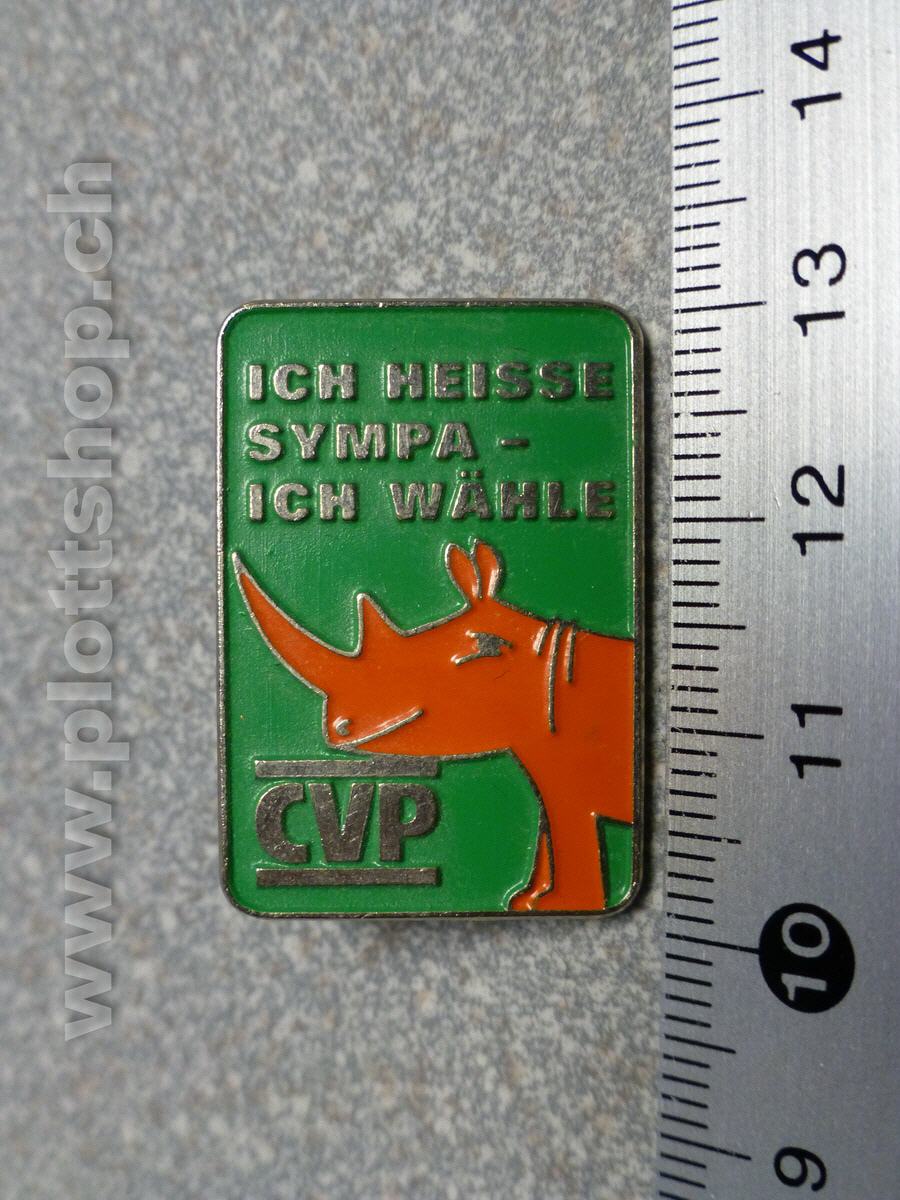 ICH HEISSE
SYMPA –
ICH WÄHLE
CVP
www.plottshop.ch
14
13
12
11
10
9